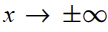 x → ±∞